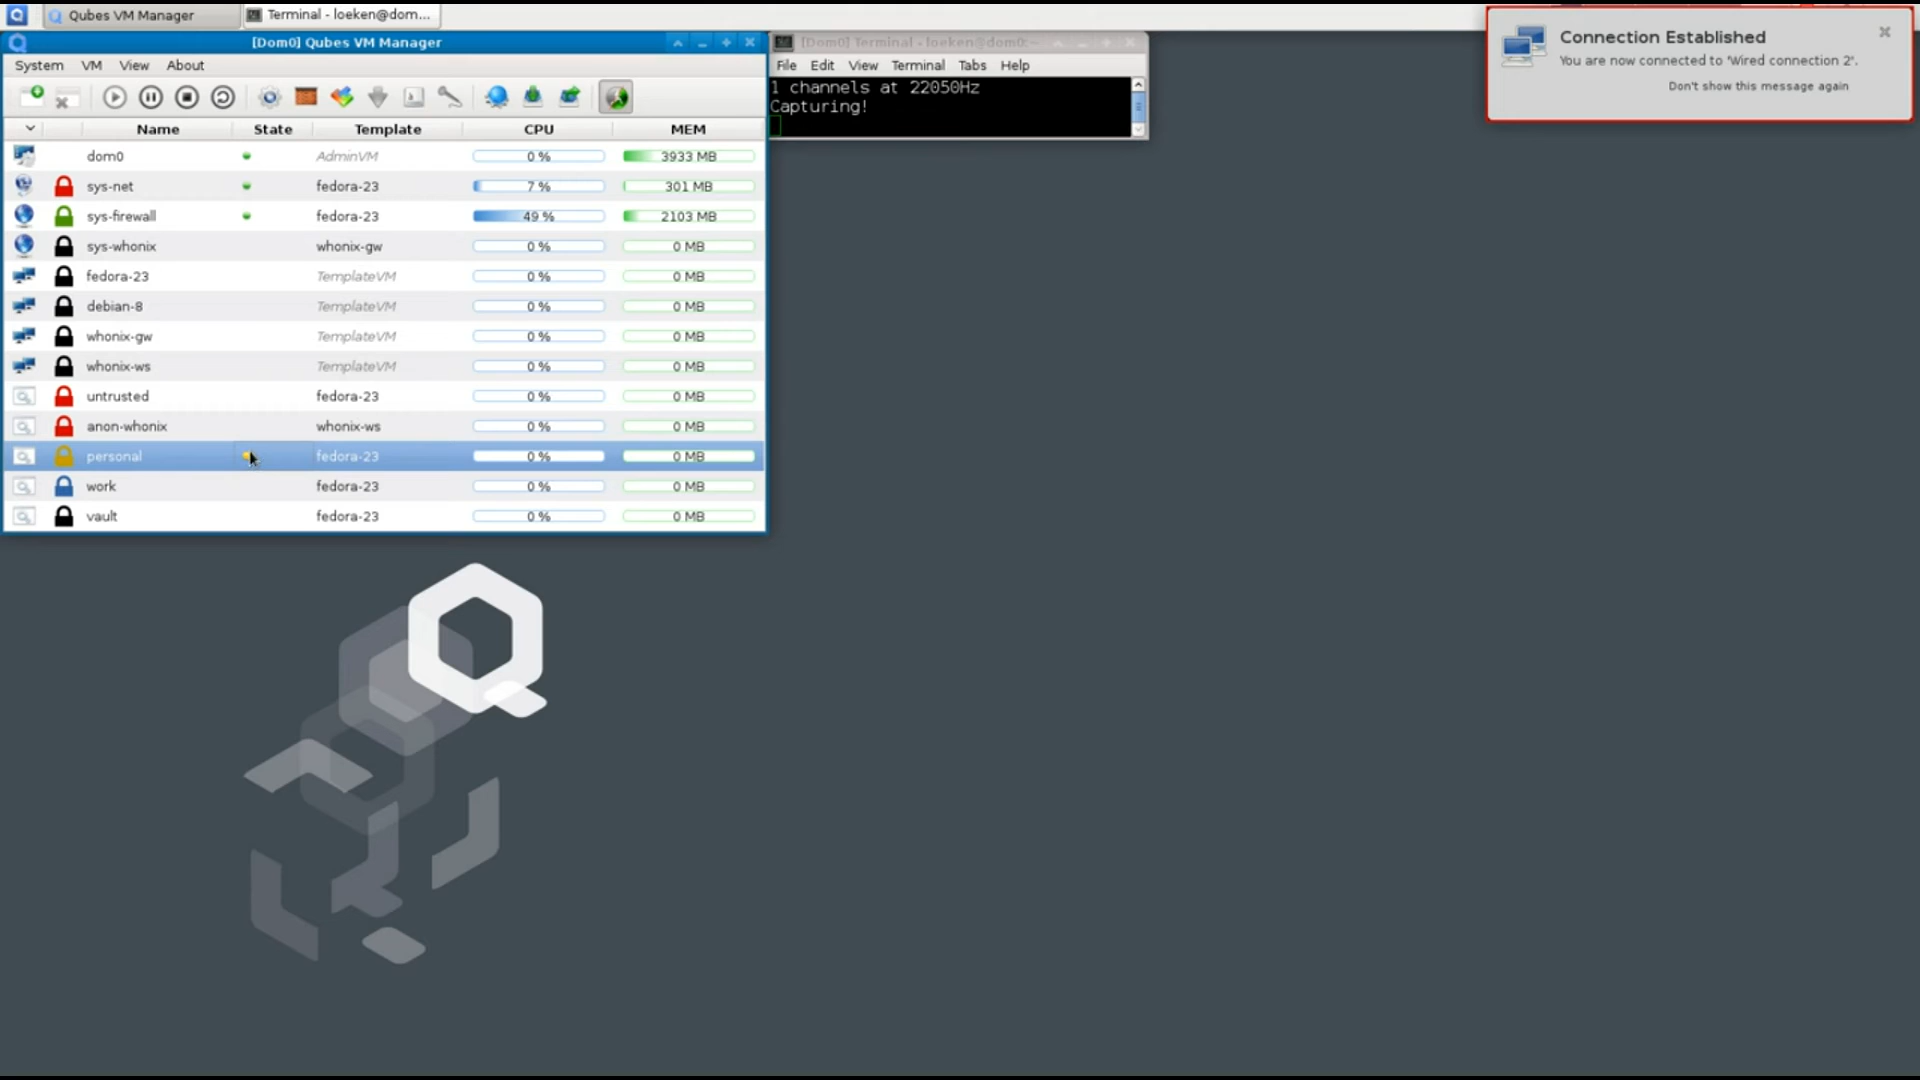 Qubes VM Manager
Terminal - loeken@dom...
[Dom0] Qubes VM Manager
System VM View About
Name State Template CPU MEM
dom0 AdminVM 0 % 3933 MB
sys-net fedora-23 7 % 301 MB
sys-firewall fedora-23 49 % 2103 MB
sys-whonix whonix-gw 0 % 0 MB
fedora-23 TemplateVM 0 % 0 MB
debian-8 TemplateVM 0 % 0 MB
whonix-gw TemplateVM 0 % 0 MB
whonix-ws TemplateVM 0 % 0 MB
untrusted fedora-23 0 % 0 MB
anon-whonix whonix-ws 0 % 0 MB
personal fedora-23 0 % 0 MB
work fedora-23 0 % 0 MB
vault fedora-23 0 % 0 MB
[Dom0] Terminal - loeken@dom0:~
File Edit View Terminal Tabs Help
1 channels at 22050Hz
Capturing!
Connection Established
You are now connected to 'Wired connection 2'.
Don't show this message again